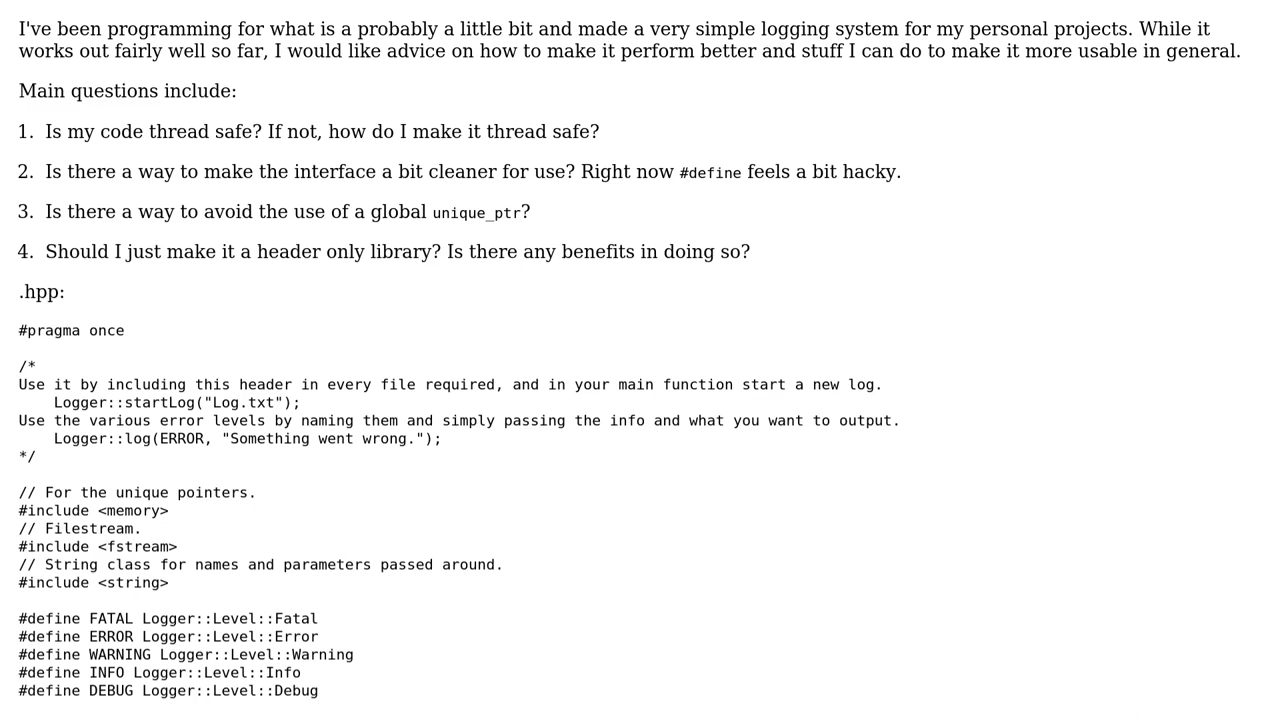 I've been programming for what is a probably a little bit and made a very simple logging system for my personal projects. While it
works out fairly well so far, I would like advice on how to make it perform better and stuff I can do to make it more usable in general.
Main questions include:
1. Is my code thread safe? If not, how do I make it thread safe?
2. Is there a way to make the interface a bit cleaner for use? Right now #define feels a bit hacky.
3. Is there a way to avoid the use of a global unique_ptr?
4. Should I just make it a header only library? Is there any benefits in doing so?
.hpp:
#pragma once
/*
Use it by including this header in every file required, and in your main function start a new log.
    Logger::startLog("Log.txt");
Use the various error levels by naming them and simply passing the info and what you want to output.
    Logger::log(ERROR, "Something went wrong.");
*/
// For the unique pointers.
#include <memory>
// Filestream.
#include <fstream>
// String class for names and parameters passed around.
#include <string>
#define FATAL Logger::Level::Fatal
#define ERROR Logger::Level::Error
#define WARNING Logger::Level::Warning
#define INFO Logger::Level::Info
#define DEBUG Logger::Level::Debug